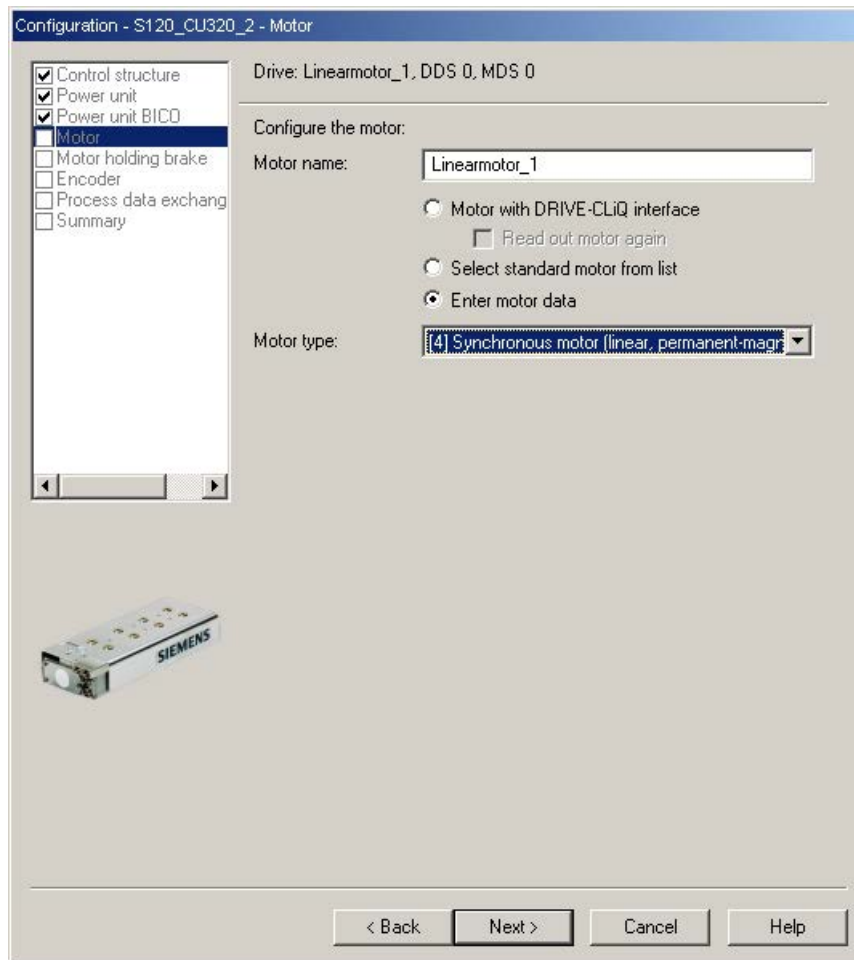 Configuration - S120_CU320_2 - Motor
Control structure
Power unit
Power unit BICO
Motor
Motor holding brake
Encoder
Process data exchang
Summary
Drive: Linearmotor_1, DDS 0, MDS 0
Configure the motor:
Motor name:
Linearmotor_1
Motor with DRIVE-CLiQ interface
Read out motor again
Select standard motor from list
Enter motor data
Motor type:
[4] Synchronous motor (linear, permanent-magn
SIEMENS
< Back
Next >
Cancel
Help